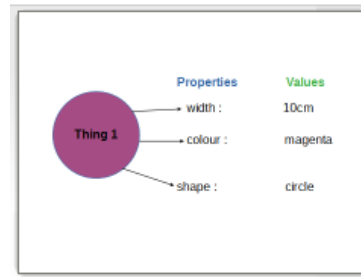 Properties Values
width : 10cm
Thing 1
colour : magenta
shape : circle